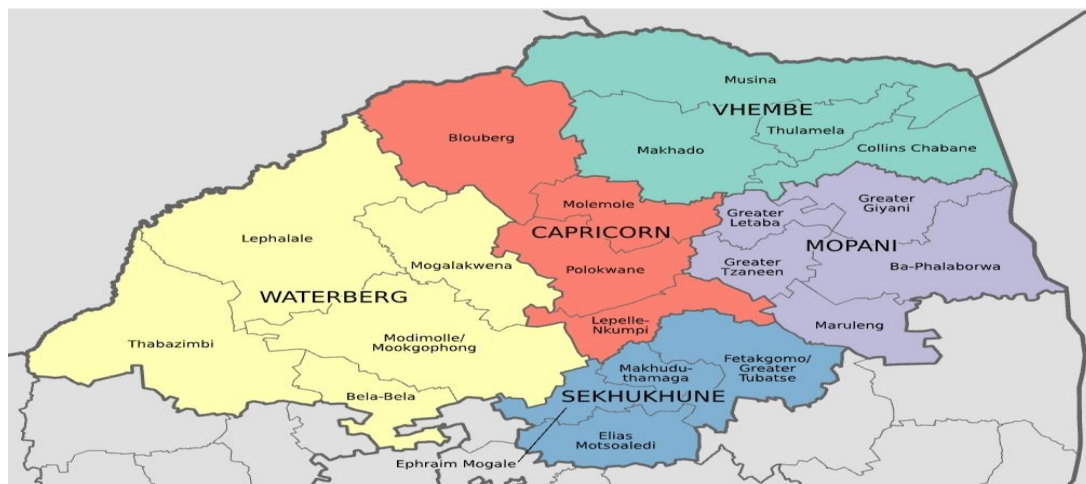 Musina
VHEMBE
Blouberg
Thulamela
Makhado
Collins Chabane
Molemole
Greater
Letaba
Greater
Giyani
CAPRICORN
Lephalale
MOPANI
Mogalakwena
Polokwane
Greater
Tzaneen
Ba-Phalaborwa
WATERBERG
Lepelle-
Nkumpi
Maruleng
Thabazimbi
Modimolle/
Mookgophong
Makhudu-
thamaga
Fetakgomo/
Greater
Tubatse
Bela-Bela
SEKHUKHUNE
Elias
Motsoaledi
Ephraim Mogale